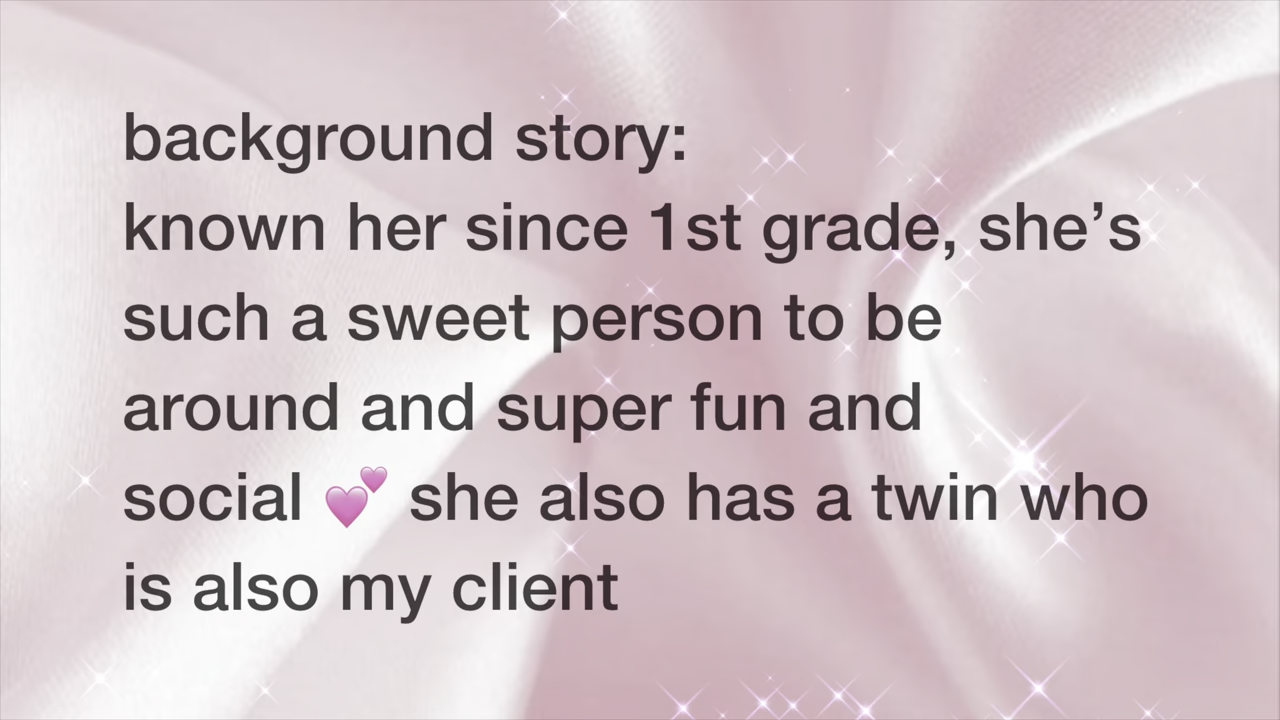 background story:
known her since 1st grade, she’s
such a sweet person to be
around and super fun and
social 💕 she also has a twin who
is also my client